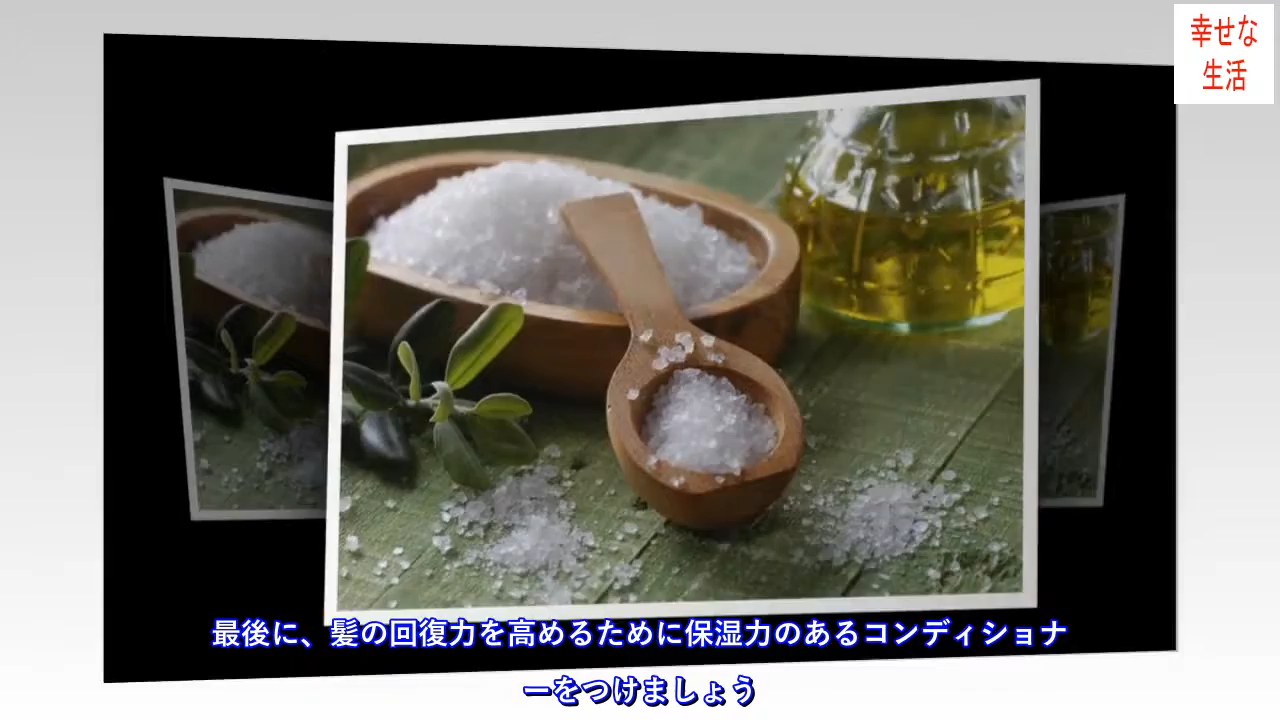 幸せな
生活
最後に、髪の回復力を高めるために保湿力のあるコンディショナ
ーをつけましょう